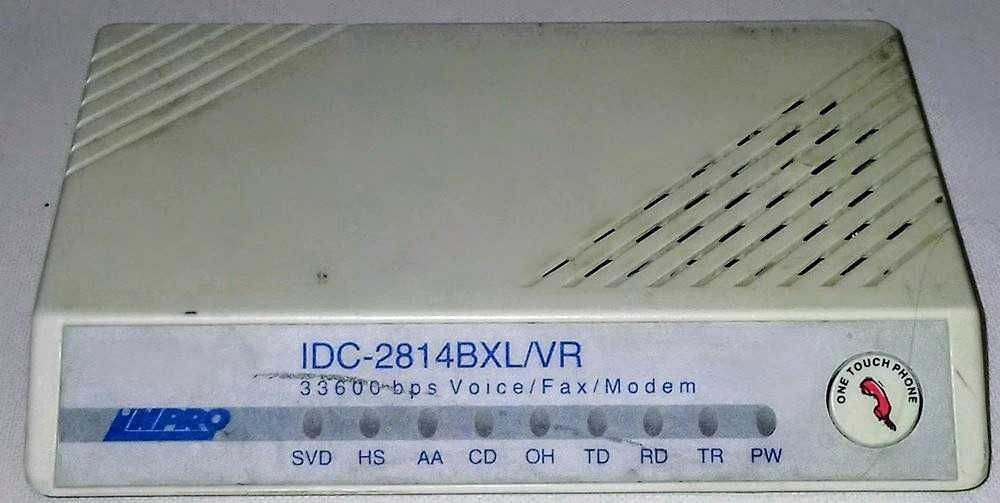 IDC-2814BXL/VR
33600 bps Voice/Fax/Modem
INPRO
SVD HS AA CD OH TD RD TR PW
ONE TOUCH PHONE